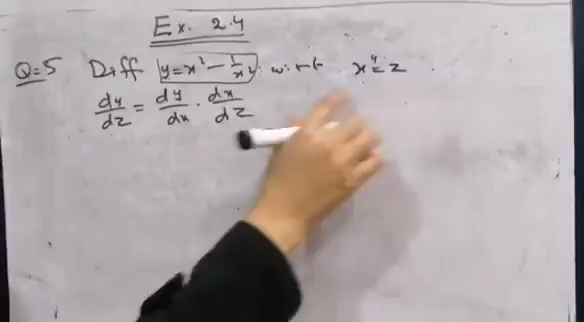 Ex. 2.4
Q=5 Diff y=x²-1/x² w.r.t x⁴=z
dy/dz = dy/dx . dx/dz